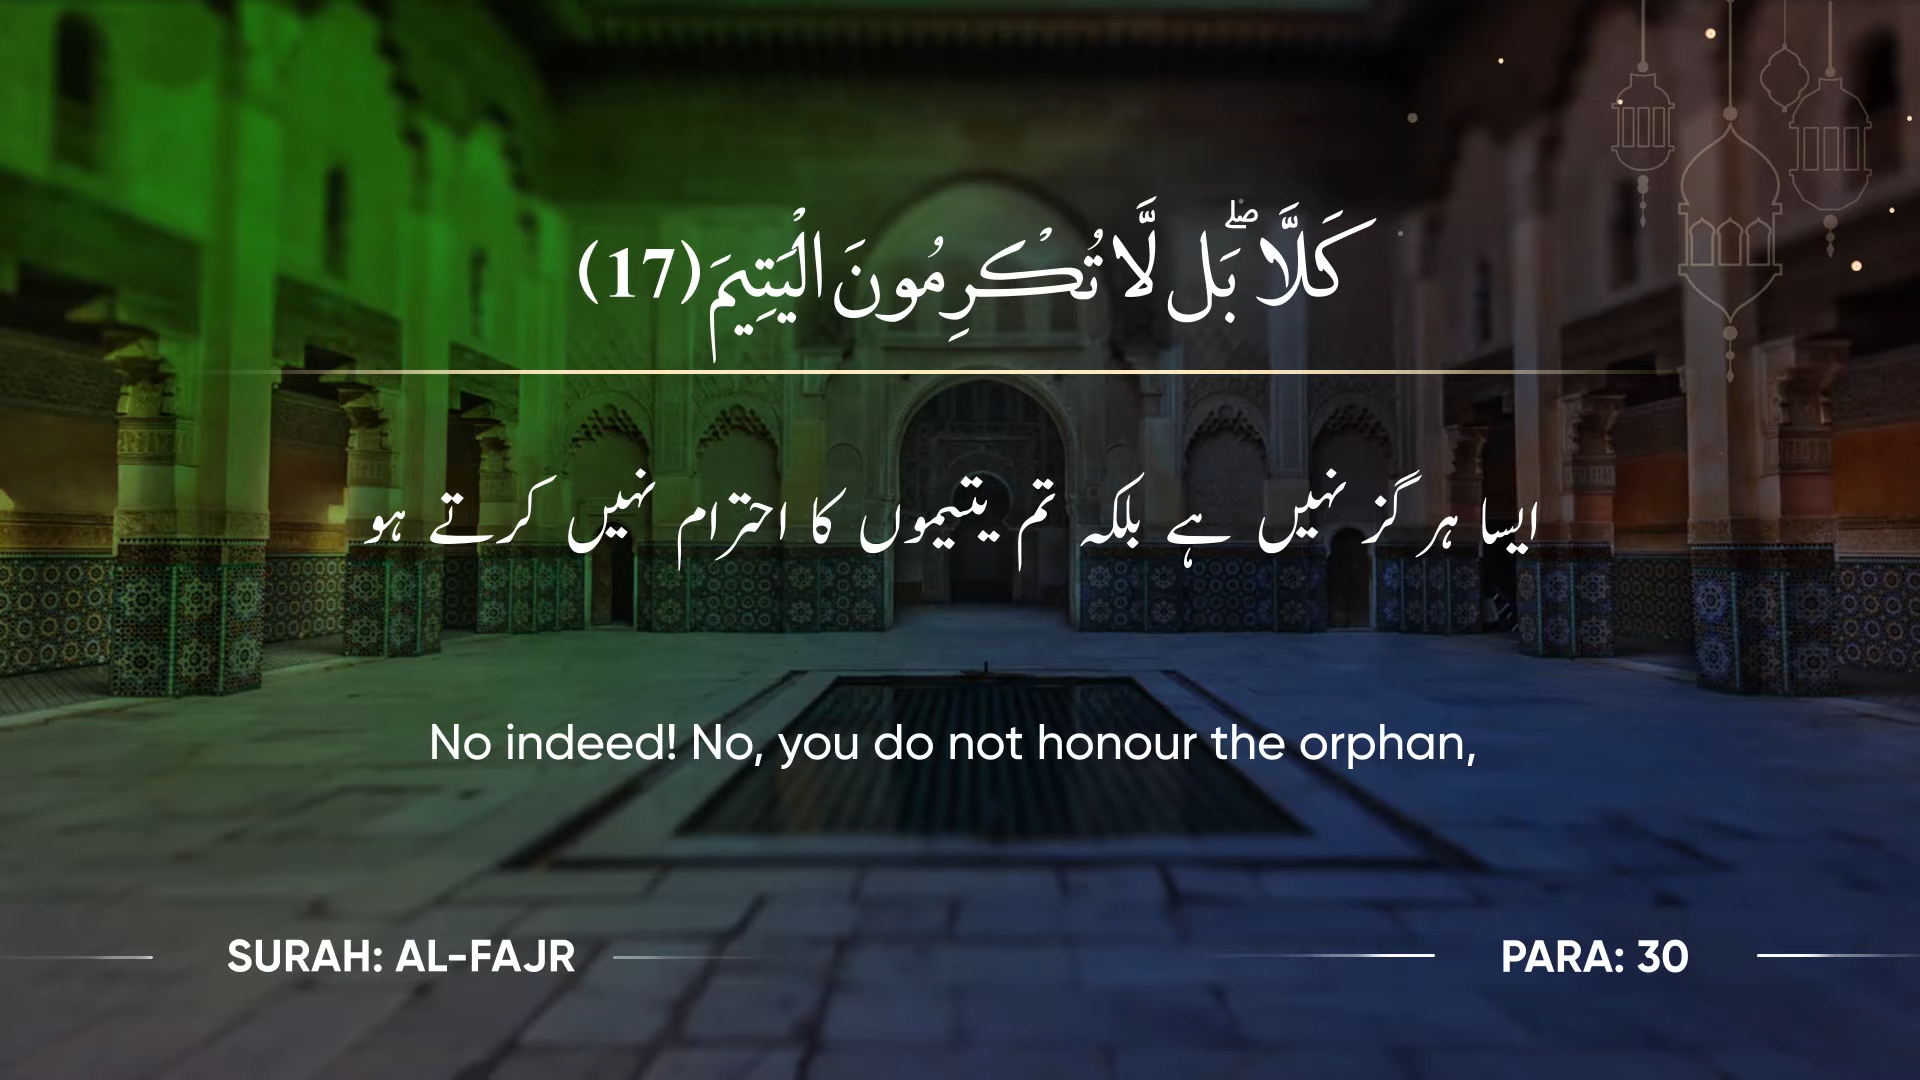 كَلَّاۖ بَل لَّا تُكْرِمُونَ الْيَتِيمَ (17)
ایسا ہر گز نہیں ہے بلکہ تم یتیموں کا احترام نہیں کرتے ہو
No indeed! No, you do not honour the orphan,
SURAH: AL-FAJR
PARA: 30